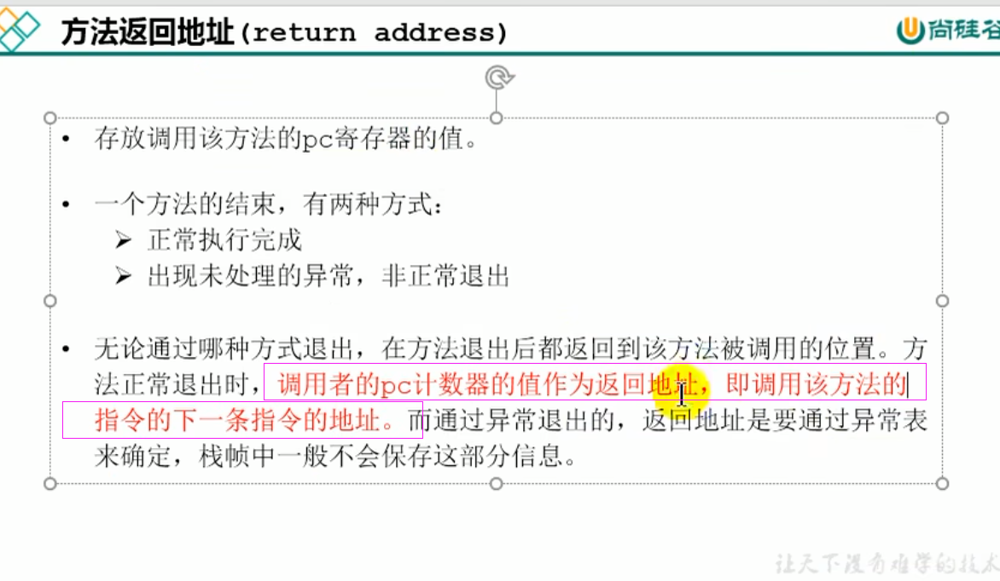 方法返回地址(return address)
尚硅谷
• 存放调用该方法的pc寄存器的值。
• 一个方法的结束，有两种方式：
➢ 正常执行完成
➢ 出现未处理的异常，非正常退出
• 无论通过哪种方式退出，在方法退出后都返回到该方法被调用的位置。方
法正常退出时，调用者的pc计数器的值作为返回地址，即调用该方法的
指令的下一条指令的地址。而通过异常退出的，返回地址是要通过异常表
来确定，栈帧中一般不会保存这部分信息。
让天下没有难学的技术